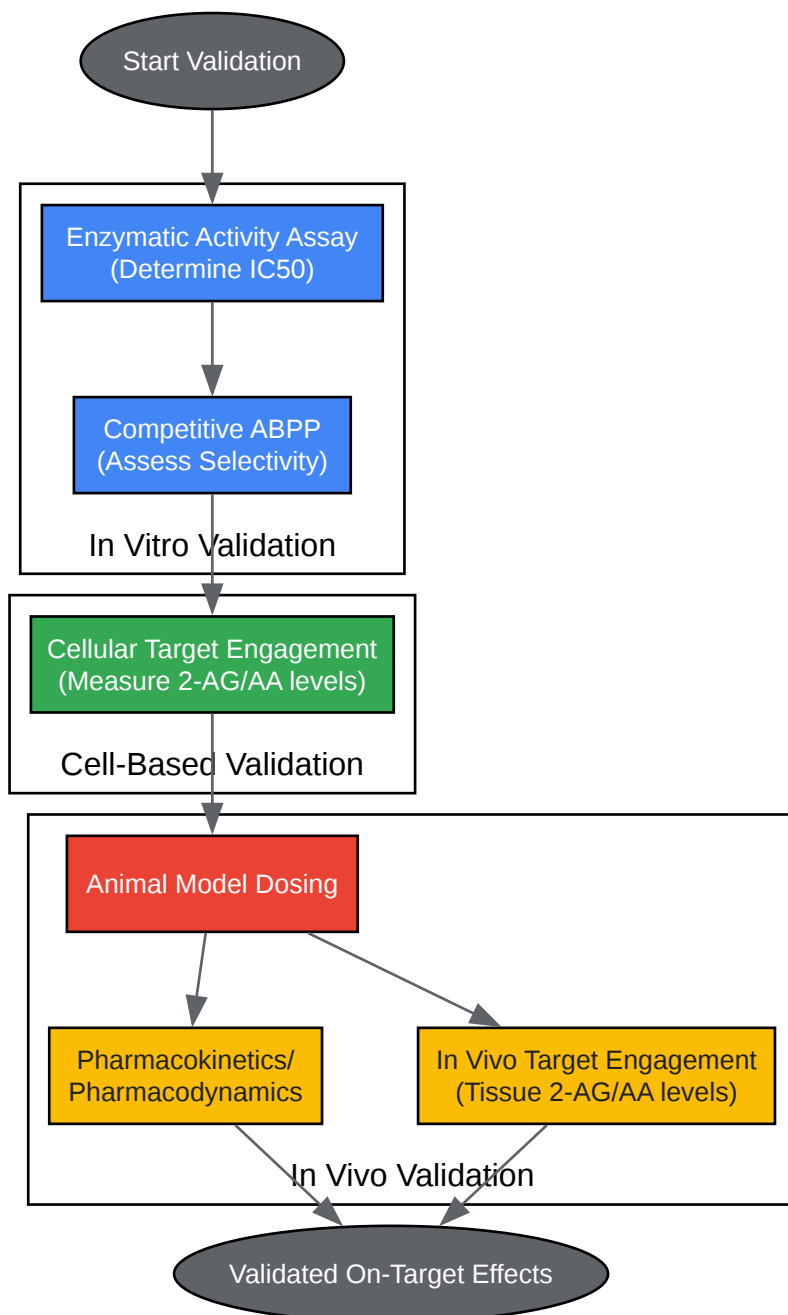 Start Validation
Enzymatic Activity Assay
(Determine IC50)
Competitive ABPP
(Assess Selectivity)
In Vitro Validation
Cellular Target Engagement
(Measure 2-AG/AA levels)
Cell-Based Validation
Animal Model Dosing
Pharmacokinetics/
Pharmacodynamics
In Vivo Target Engagement
(Tissue 2-AG/AA levels)
In Vivo Validation
Validated On-Target Effects